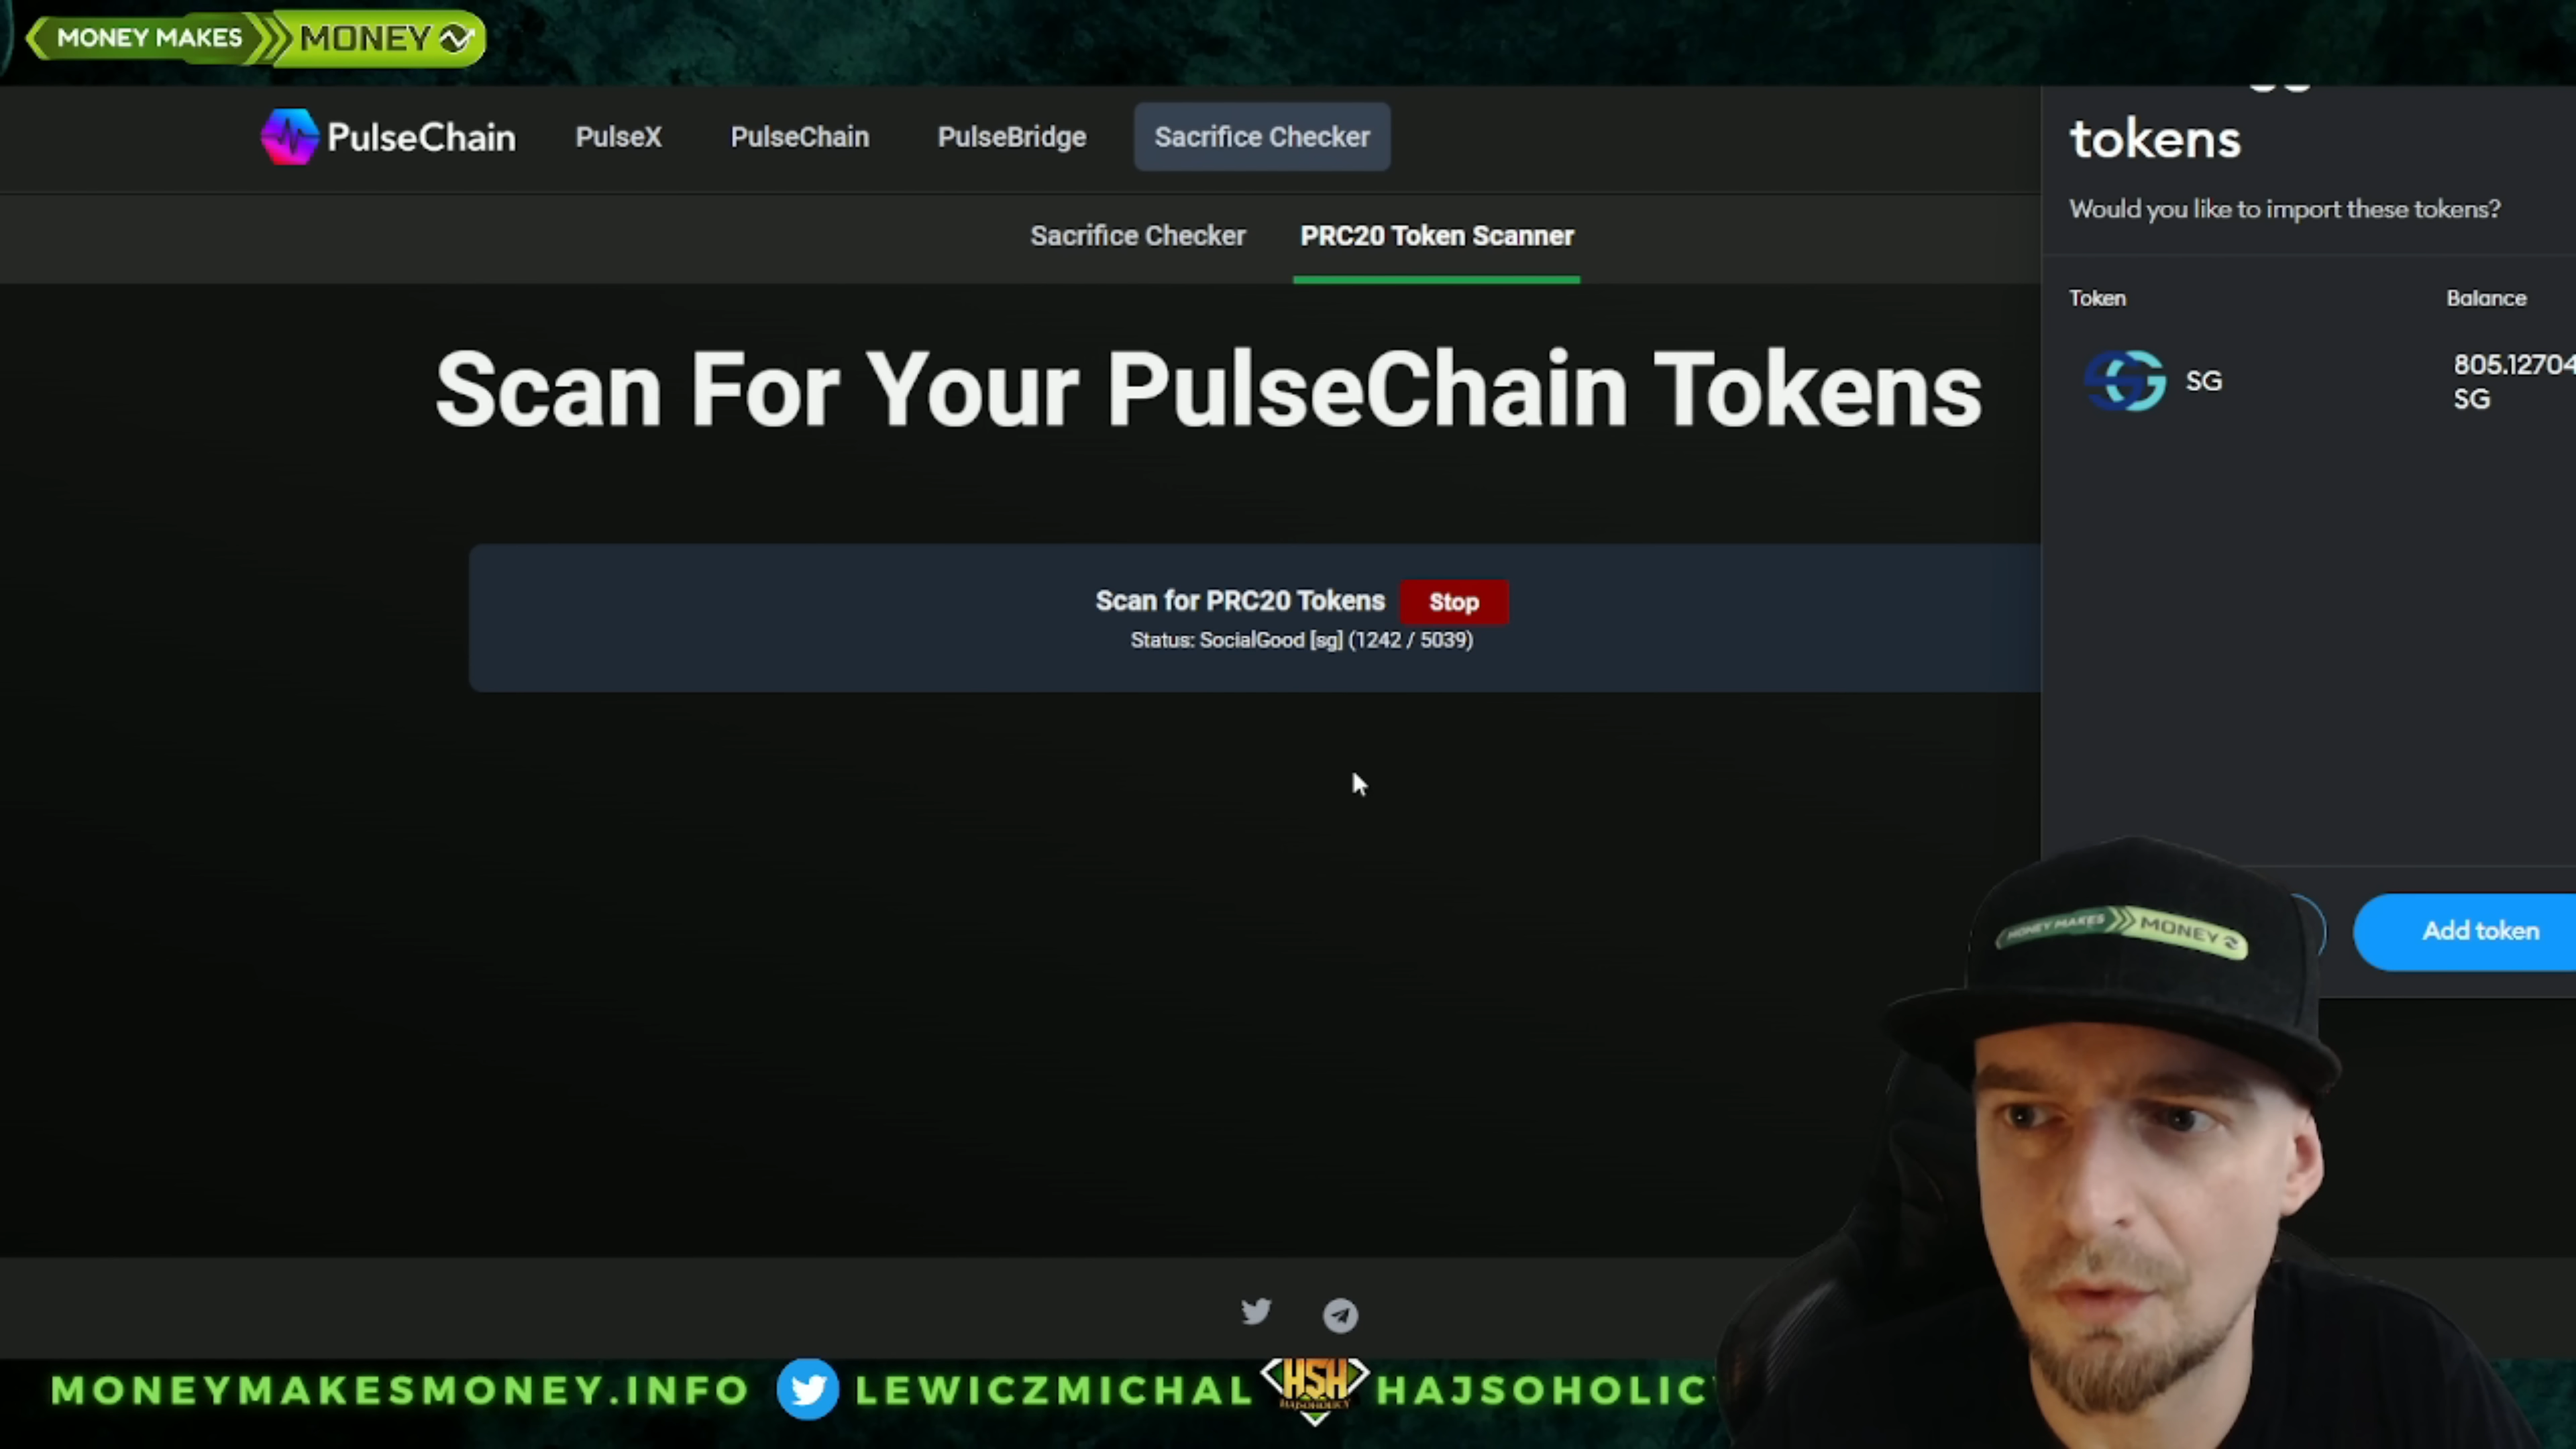 MONEY MAKES MONEY
PulseChain
PulseX
PulseChain
PulseBridge
Sacrifice Checker
Sacrifice Checker
PRC20 Token Scanner
Scan For Your PulseChain Tokens
Scan for PRC20 Tokens
Stop
Status: SocialGood [sg] (1242 / 5039)
tokens
Would you like to import these tokens?
Token
Balance
SG
805.12704
SG
Add token
MONEY MAKES MONEY
MONEYMAKESMONEY.INFO
LEWICZMICHAL
HSH
HAJSOHOLICY
HAJSOHOLIC